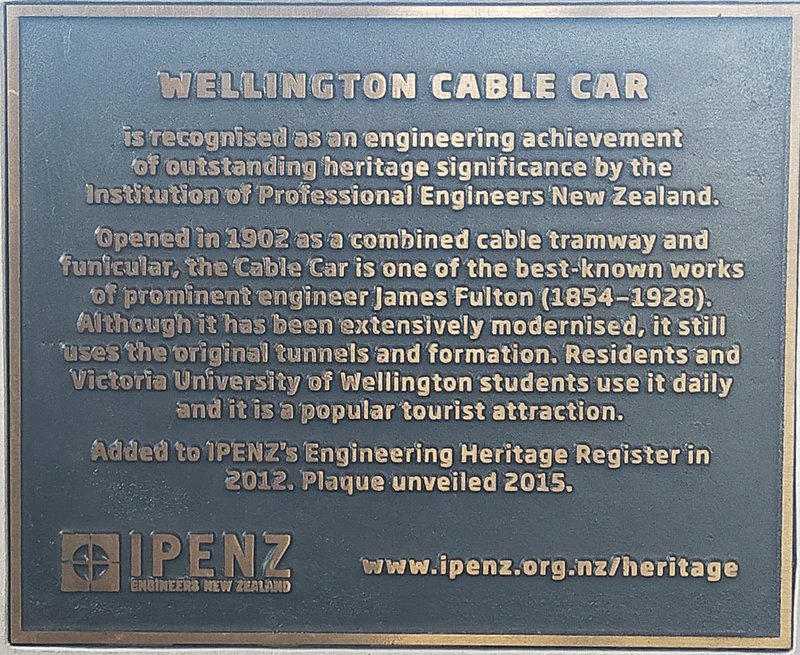 WELLINGTON CABLE CAR
is recognised as an engineering achievement
of outstanding heritage significance by the
Institution of Professional Engineers New Zealand.
Opened in 1902 as a combined cable tramway and
funicular, the Cable Car is one of the best-known works
of prominent engineer James Fulton (1854–1928).
Although it has been extensively modernised, it still
uses the original tunnels and formation. Residents and
Victoria University of Wellington students use it daily
and it is a popular tourist attraction.
Added to IPENZ's Engineering Heritage Register in
2012. Plaque unveiled 2015.
IPENZ
ENGINEERS NEW ZEALAND
www.ipenz.org.nz/heritage